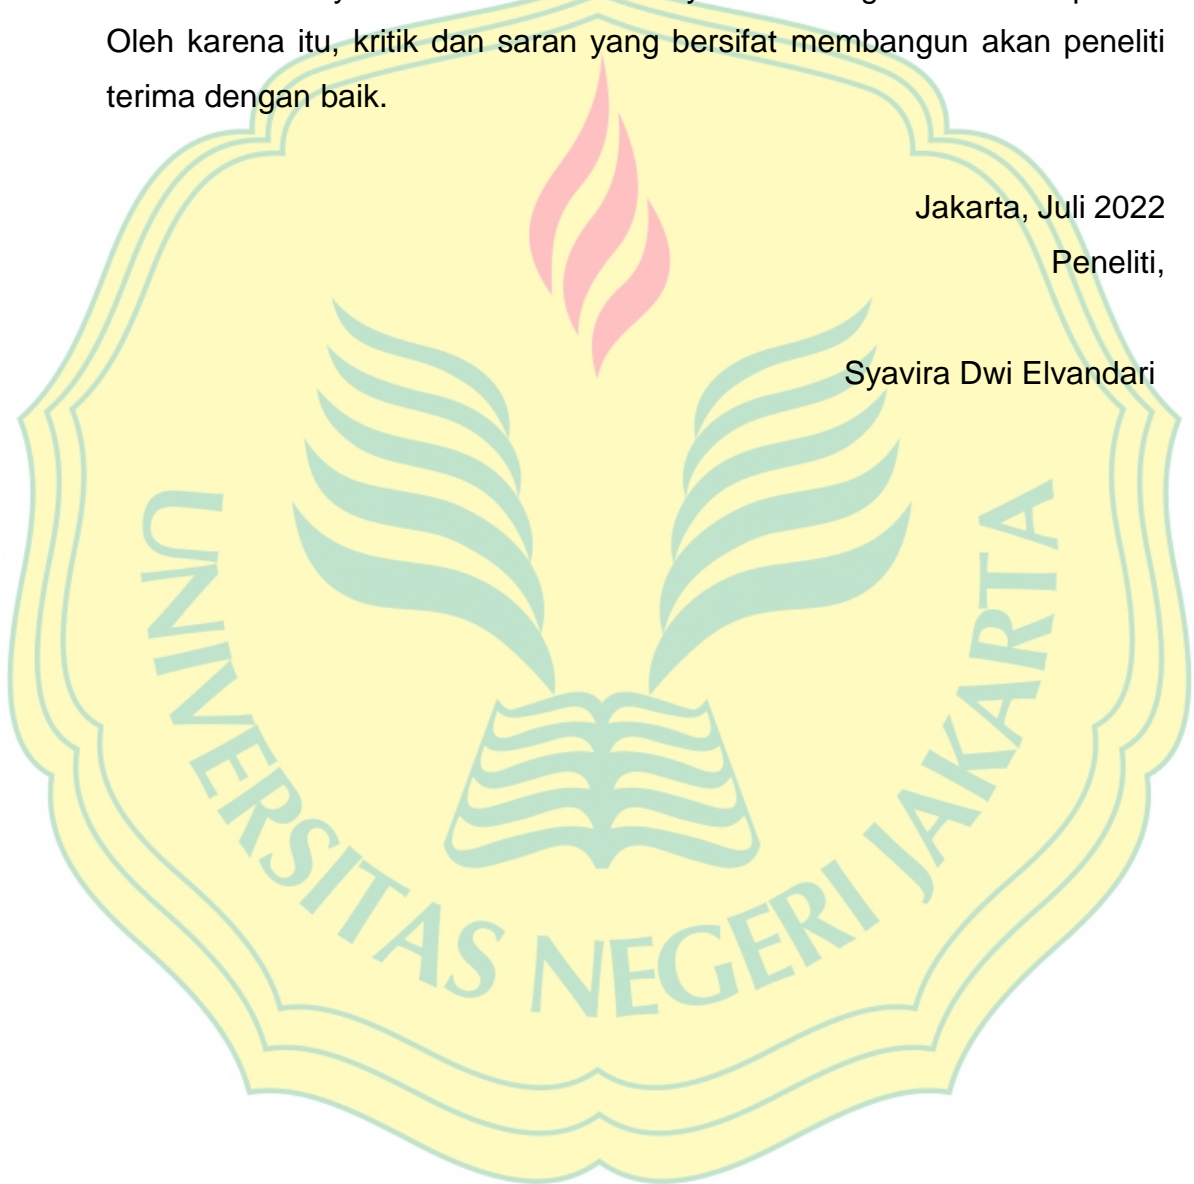 Oleh karena itu, kritik dan saran yang bersifat membangun akan peneliti
terima dengan baik.
Jakarta, Juli 2022
Peneliti,
Syavira Dwi Elvandari
UNIVERSITAS NEGERI JAKARTA